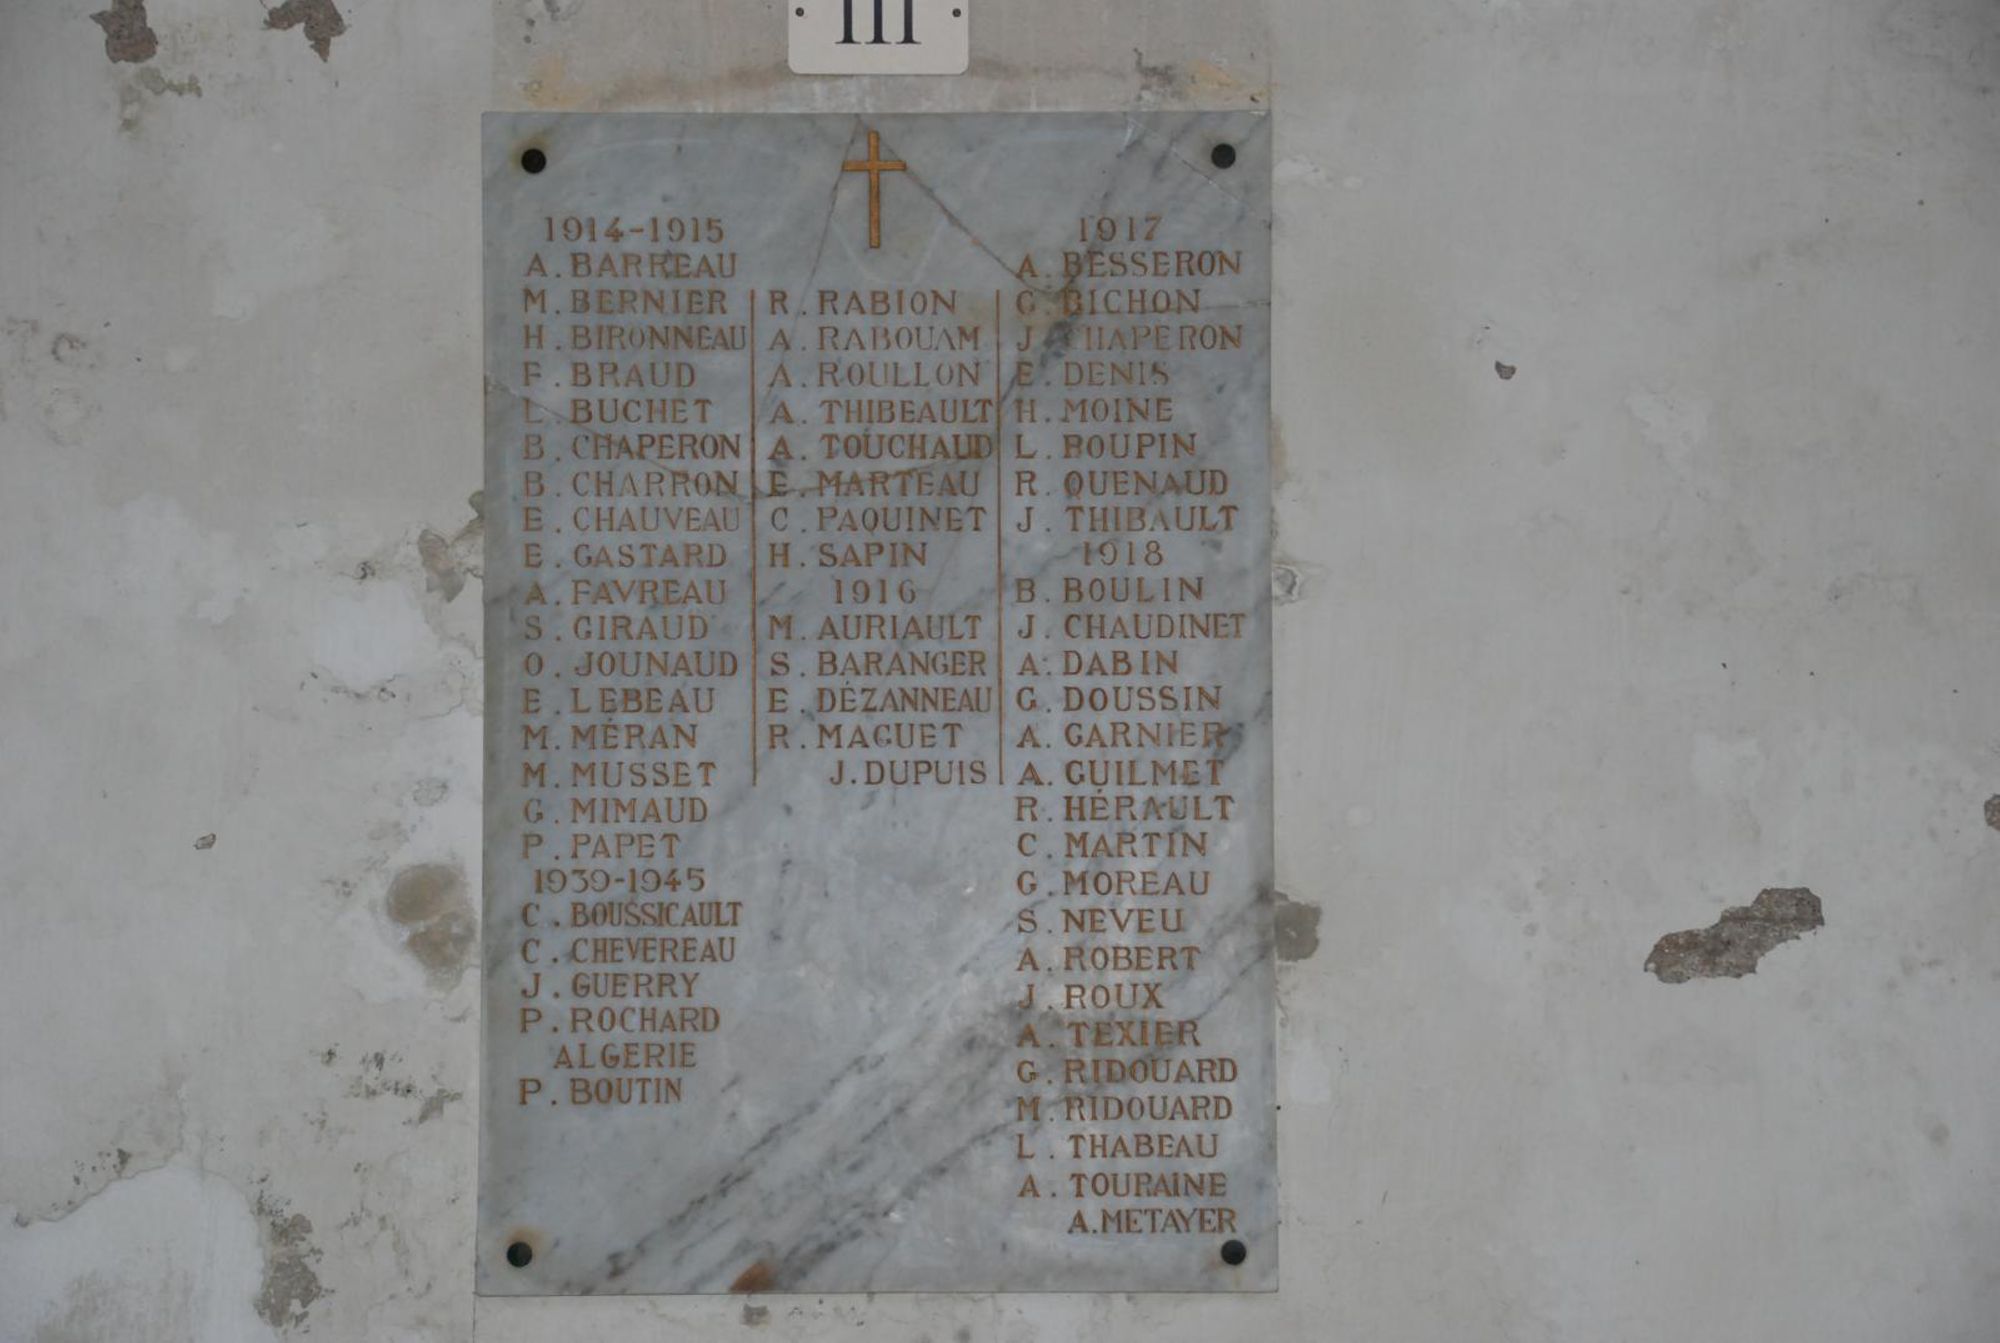 III
1914-1915
A. BARREAU
M. BERNIER
H. BIRONNEAU
F. BRAUD
L. BUCHET
B. CHAPERON
B. CHARRON
E. CHAUVEAU
E. GASTARD
A. FAVREAU
S. GIRAUD
O. JOUNAUD
E. LEBEAU
M. MÉRAN
M. MUSSET
G. MIMAUD
P. PAPET
1939-1945
C. BOUSSICAULT
C. CHEVEREAU
J. GUERRY
P. ROCHARD
ALGERIE
P. BOUTIN
R. RABION
A. RABOUAM
A. ROULLON
A. THIBEAULT
A. TOUCHAUD
E. MARTEAU
C. PAQUINET
H. SAPIN
1916
M. AURIAULT
S. BARANGER
E. DÉZANNEAU
R. MAGUET
J. DUPUIS
1917
A. BESSERON
G. BICHON
J. CHAPERON
E. DENIS
H. MOINE
L. POUPIN
R. QUENAUD
J. THIBAULT
1918
B. BOULIN
J. CHAUDINET
A. DABIN
G. DOUSSIN
A. GARNIER
A. GUILMET
R. HÉRAULT
C. MARTIN
G. MOREAU
S. NEVEU
A. ROBERT
J. ROUX
A. TEXIER
G. RIDOUARD
M. RIDOUARD
L. THABEAU
A. TOURAINE
A. METAYER